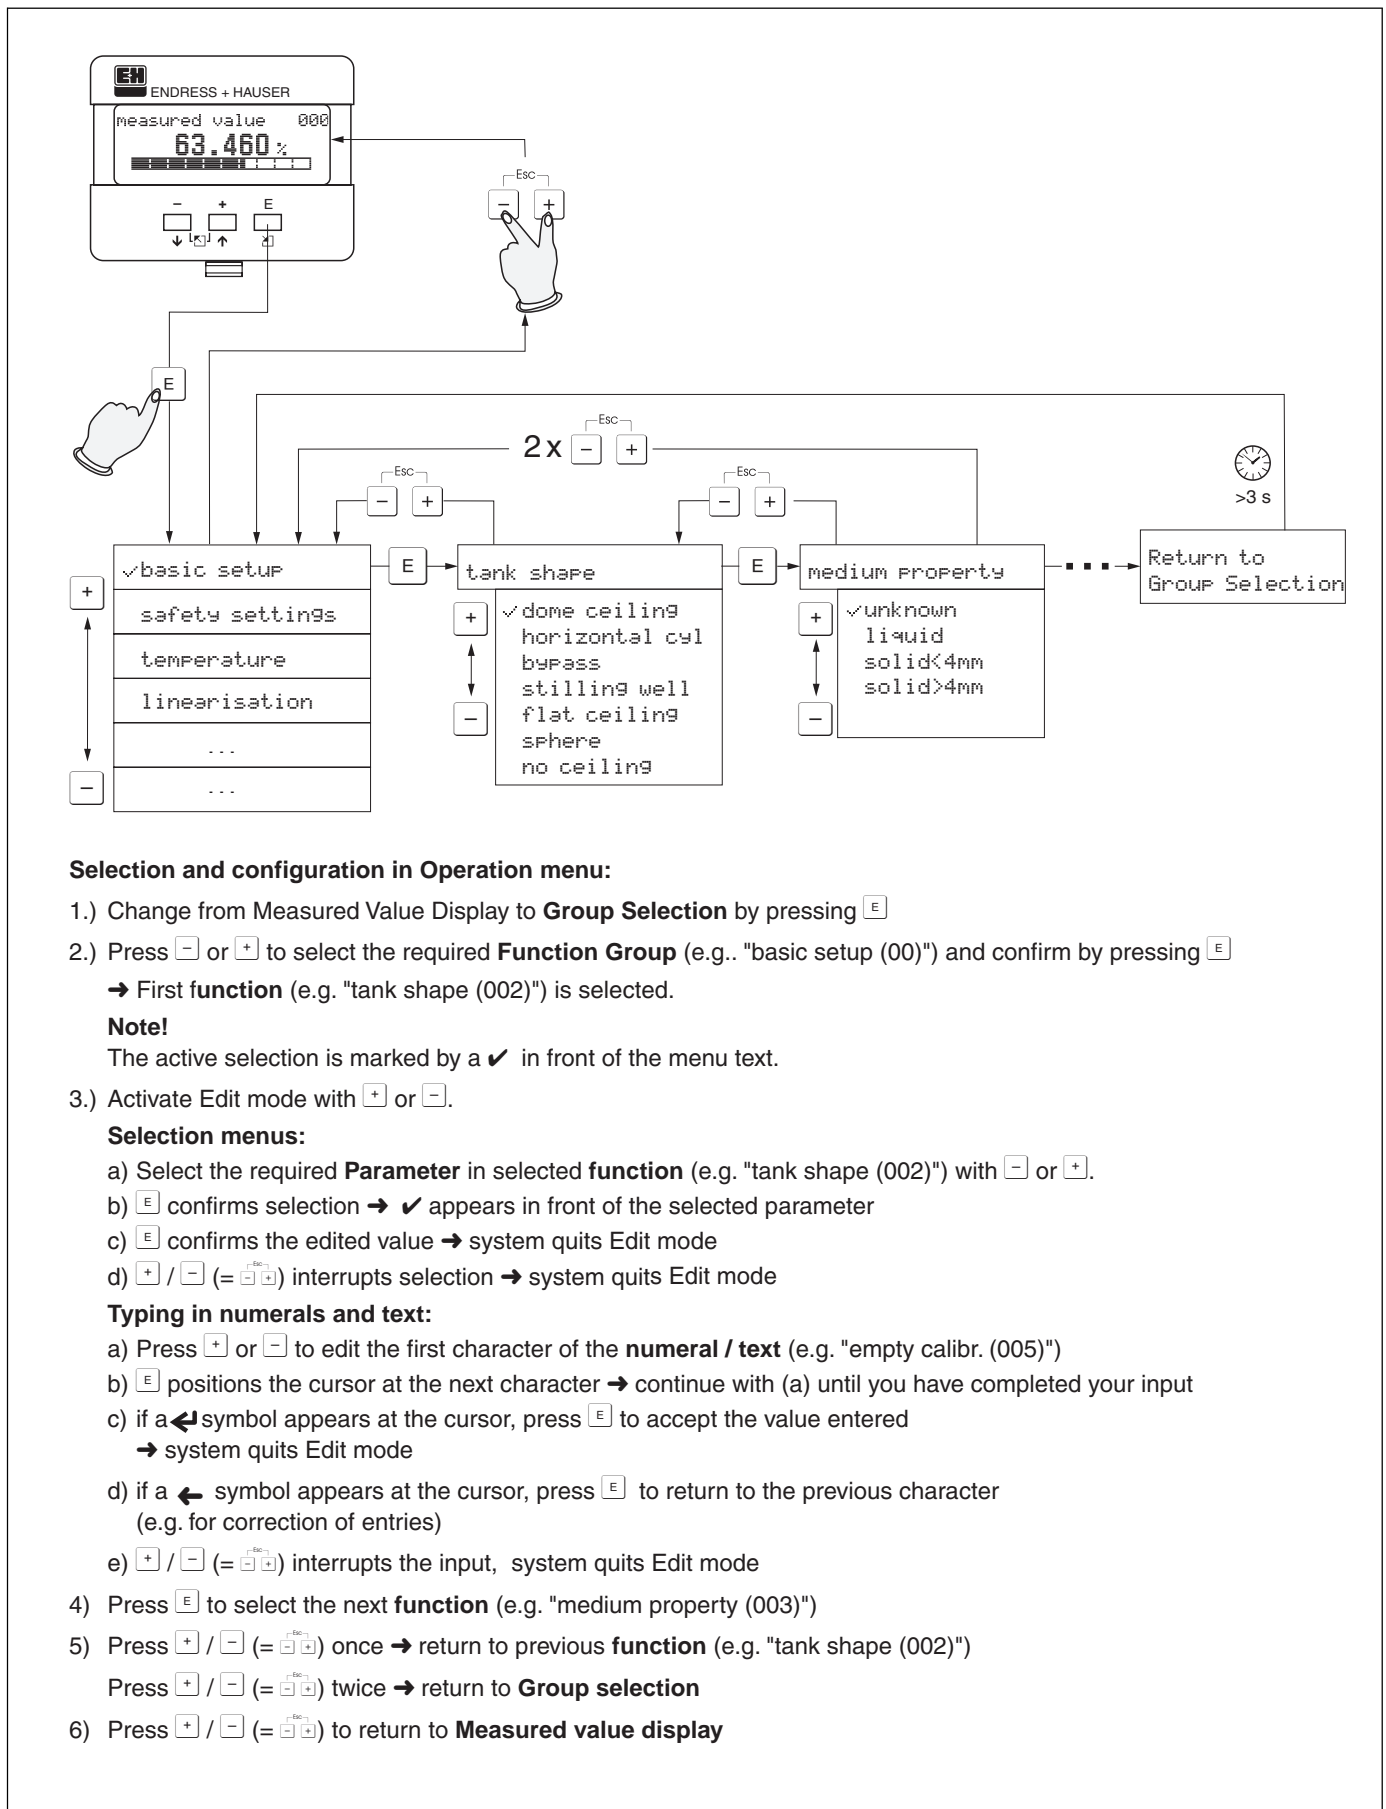 E+H
ENDRESS + HAUSER
measured value 000
63.460 %
– + E
Esc
– +
E
Esc
2x – +
Esc
– +
Esc
– +
>3 s
✓basic setup
safety settings
temperature
linearisation
...
...
+
–
E
tank shape
✓dome ceiling
horizontal cyl
bypass
stilling well
flat ceiling
sphere
no ceiling
+
–
E
medium property
✓unknown
liquid
solid<4mm
solid>4mm
+
–
Return to
Group Selection
Selection and configuration in Operation menu:
1.) Change from Measured Value Display to Group Selection by pressing E
2.) Press – or + to select the required Function Group (e.g.. "basic setup (00)") and confirm by pressing E
➜ First function (e.g. "tank shape (002)") is selected.
Note!
The active selection is marked by a ✔ in front of the menu text.
3.) Activate Edit mode with + or –.
Selection menus:
a) Select the required Parameter in selected function (e.g. "tank shape (002)") with – or +.
b) E confirms selection ➜ ✔ appears in front of the selected parameter
c) E confirms the edited value ➜ system quits Edit mode
d) + / – (= Esc – +) interrupts selection ➜ system quits Edit mode
Typing in numerals and text:
a) Press + or – to edit the first character of the numeral / text (e.g. "empty calibr. (005)")
b) E positions the cursor at the next character ➜ continue with (a) until you have completed your input
c) if a ↵ symbol appears at the cursor, press E to accept the value entered
➜ system quits Edit mode
d) if a ← symbol appears at the cursor, press E to return to the previous character
(e.g. for correction of entries)
e) + / – (= Esc – +) interrupts the input, system quits Edit mode
4) Press E to select the next function (e.g. "medium property (003)")
5) Press + / – (= Esc – +) once ➜ return to previous function (e.g. "tank shape (002)")
Press + / – (= Esc – +) twice ➜ return to Group selection
6) Press + / – (= Esc – +) to return to Measured value display